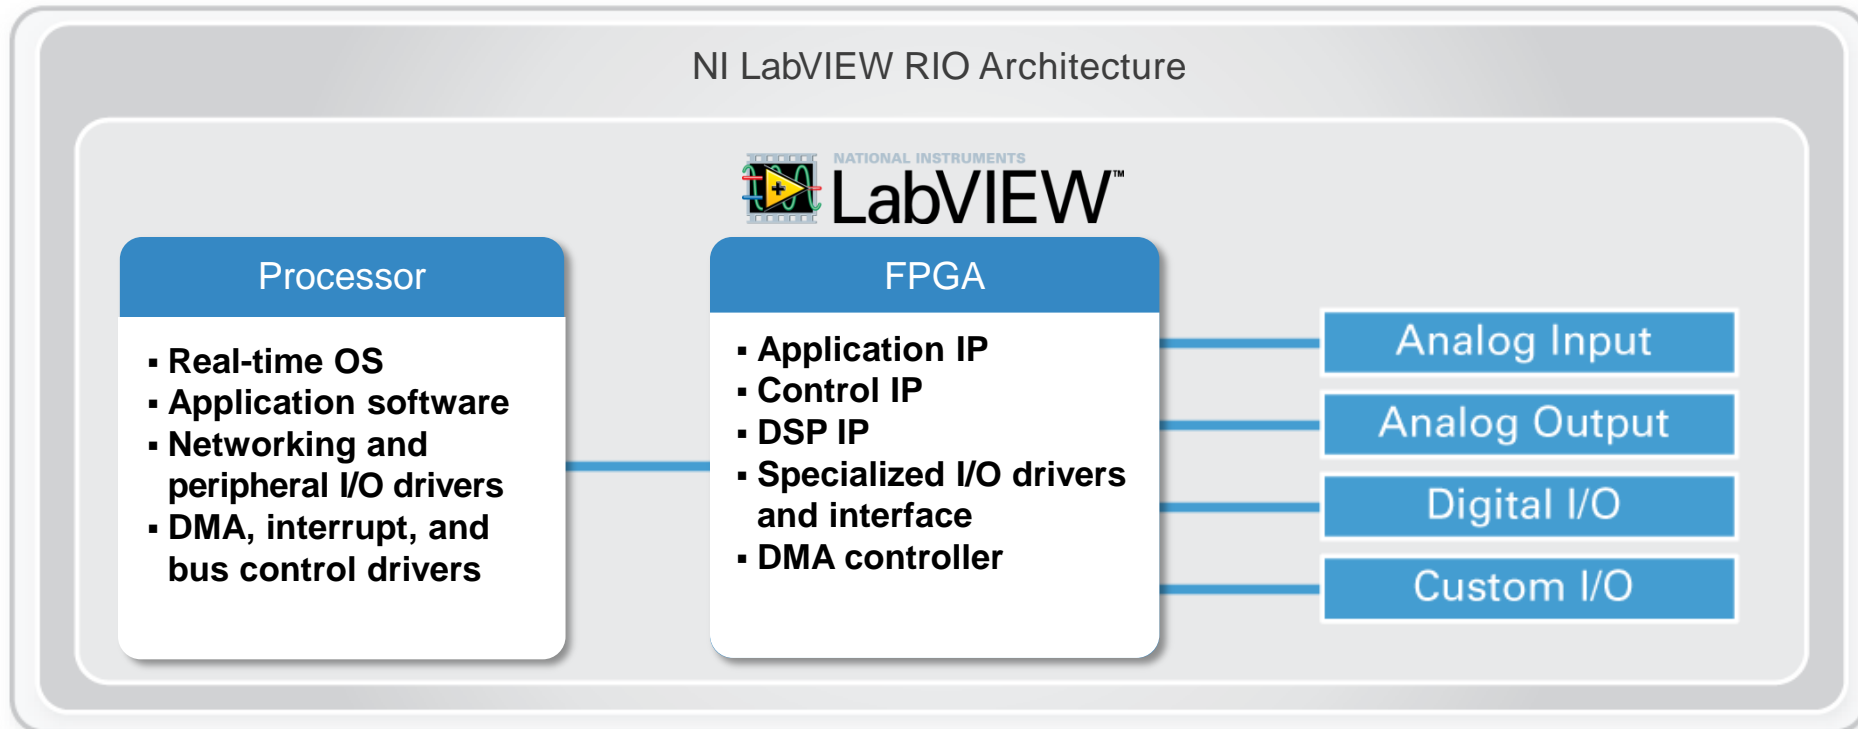 NI LabVIEW RIO Architecture
NATIONAL INSTRUMENTS
LabVIEW™
Processor
▪ Real-time OS
▪ Application software
▪ Networking and
peripheral I/O drivers
▪ DMA, interrupt, and
bus control drivers
FPGA
▪ Application IP
▪ Control IP
▪ DSP IP
▪ Specialized I/O drivers
and interface
▪ DMA controller
Analog Input
Analog Output
Digital I/O
Custom I/O